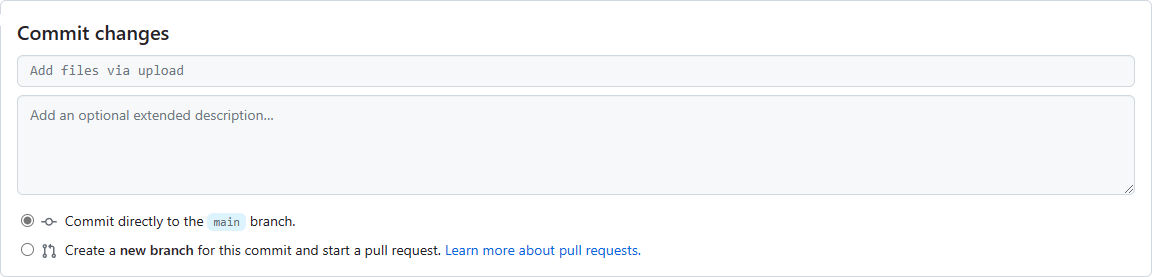 Commit changes
Add files via upload
Add an optional extended description...
Commit directly to the main branch.
Create a new branch for this commit and start a pull request. Learn more about pull requests.